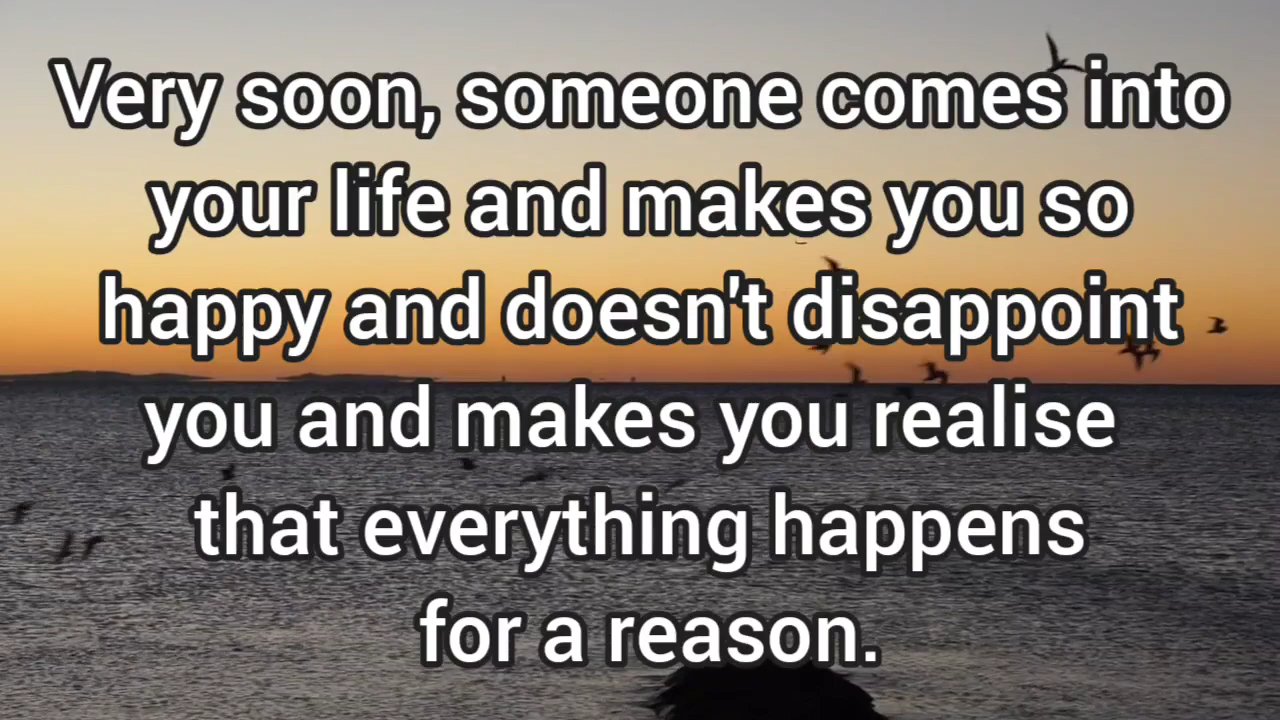 Very soon, someone comes into
your life and makes you so
happy and doesn't disappoint
you and makes you realise
that everything happens
for a reason.